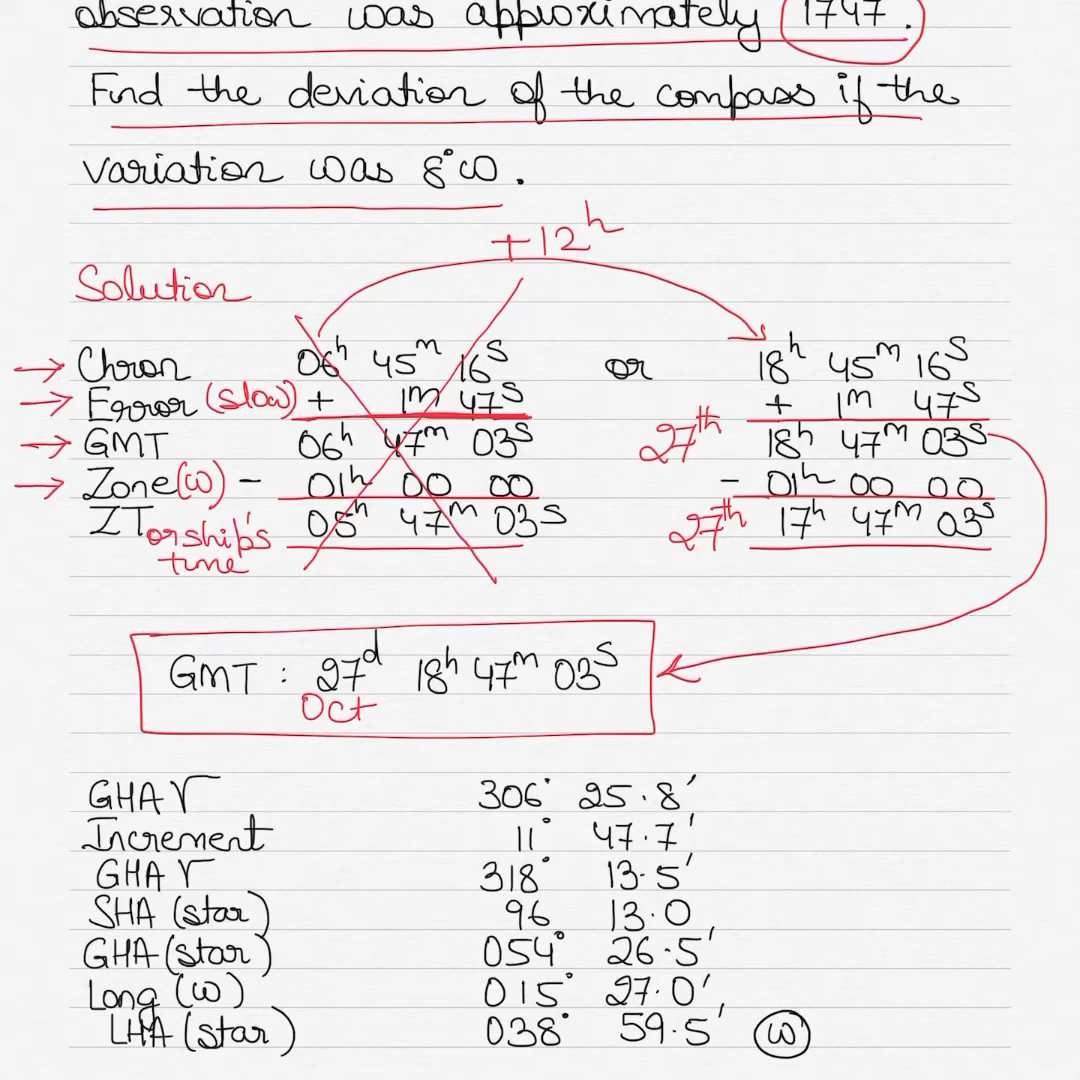 observation was approximately 1747.
Find the deviation of the compass if the
variation was 8°W.
+12h
Solution
→ Chron 06h 45m 16s or 18h 45m 16s
→ Error (slow) + 1m 47s + 1m 47s
→ GMT 06h 47m 03s 27th 18h 47m 03s
→ Zone (W) - 01h 00 00 - 01h 00 00
ZT or ship's time 05h 47m 03s 27th 17h 47m 03s
GMT : 27d 18h 47m 03s
Oct
GHA ♈ 306° 25.8'
Increment 11° 47.7'
GHA ♈ 318° 13.5'
SHA (star) 96 13.0
GHA (star) 054° 26.5'
Long (W) 015° 27.0'
LHA (star) 038° 59.5' W